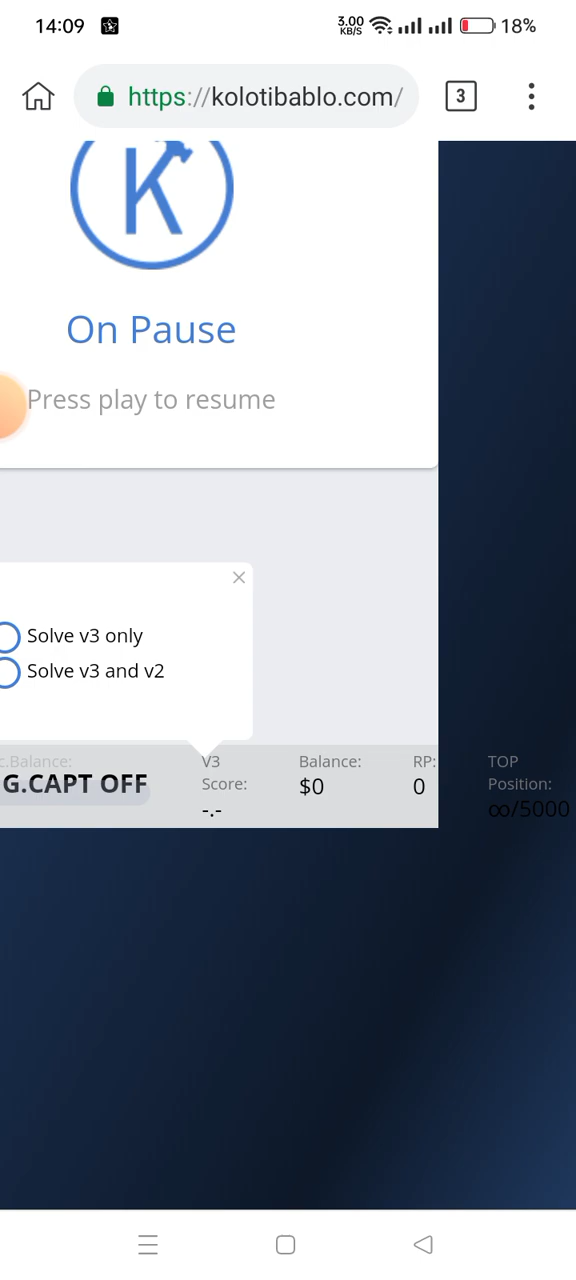 14:09
3.00 KB/S
18%
https://kolotibablo.com/
3
K
On Pause
Press play to resume
Solve v3 only
Solve v3 and v2
c.Balance: V3 Score: Balance: RP: TOP Position:
G.CAPT OFF -.- $0 0 ∞/5000